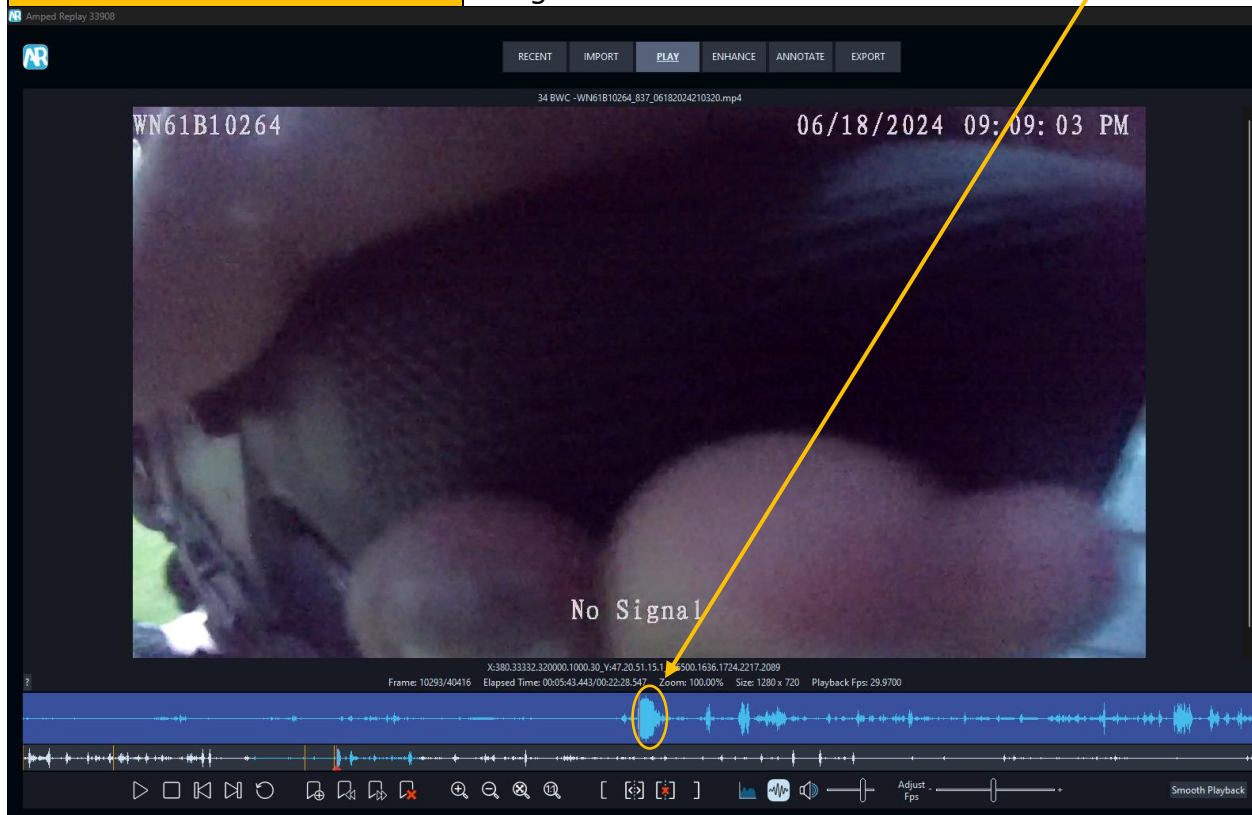 Amped Replay 33908
AR
RECENT IMPORT PLAY ENHANCE ANNOTATE EXPORT
34 BWC -WN61B10264_837_06182024210320.mp4
WN61B10264 06/18/2024 09:09:03 PM
No Signal
Frame: 10293/40416 Elapsed Time: 00:05:43.443/00:22:28.547 Zoom: 100.00% Size: 1280 x 720 Playback Fps: 29.9700
?
Adjust - +
Fps
Smooth Playback